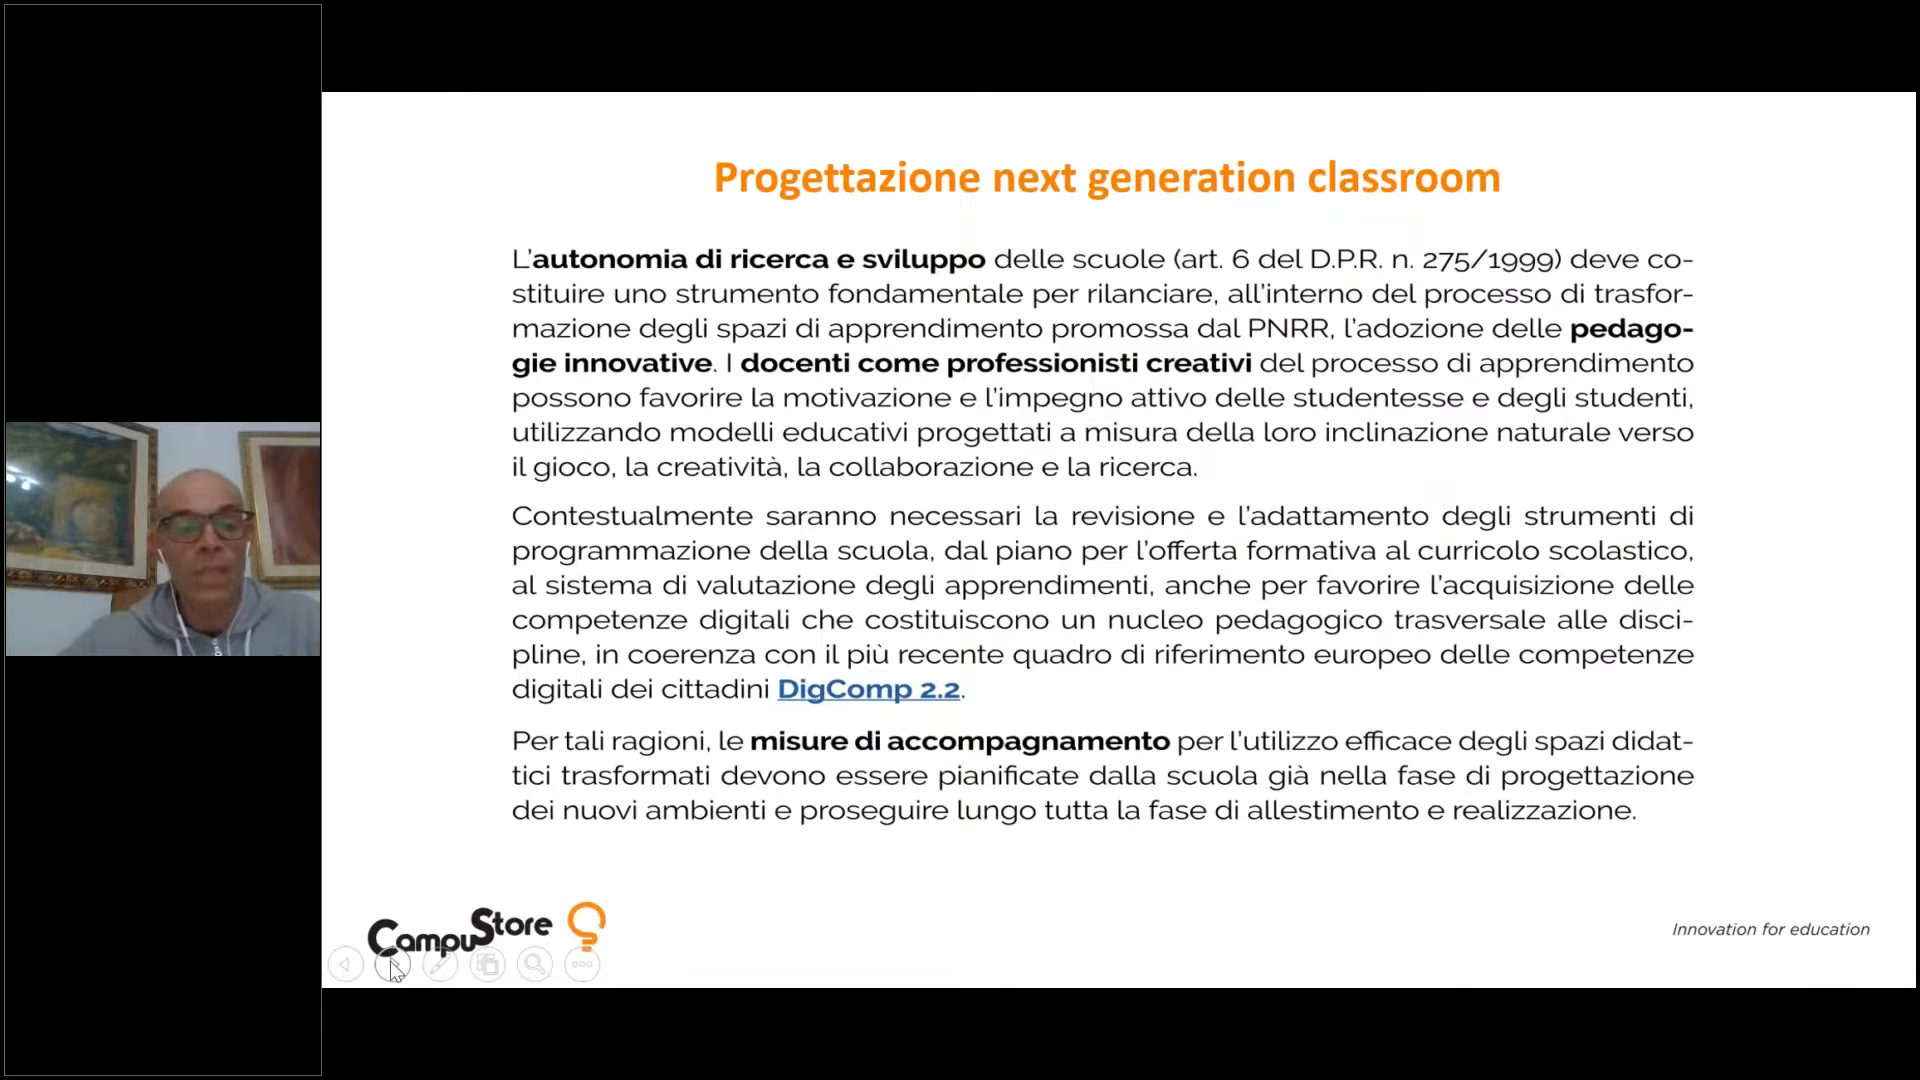 Progettazione next generation classroom
L’autonomia di ricerca e sviluppo delle scuole (art. 6 del D.P.R. n. 275/1999) deve co-
stituire uno strumento fondamentale per rilanciare, all’interno del processo di trasfor-
mazione degli spazi di apprendimento promossa dal PNRR, l’adozione delle pedago-
gie innovative. I docenti come professionisti creativi del processo di apprendimento
possono favorire la motivazione e l’impegno attivo delle studentesse e degli studenti,
utilizzando modelli educativi progettati a misura della loro inclinazione naturale verso
il gioco, la creatività, la collaborazione e la ricerca.
Contestualmente saranno necessari la revisione e l’adattamento degli strumenti di
programmazione della scuola, dal piano per l’offerta formativa al curricolo scolastico,
al sistema di valutazione degli apprendimenti, anche per favorire l’acquisizione delle
competenze digitali che costituiscono un nucleo pedagogico trasversale alle disci-
pline, in coerenza con il più recente quadro di riferimento europeo delle competenze
digitali dei cittadini DigComp 2.2.
Per tali ragioni, le misure di accompagnamento per l’utilizzo efficace degli spazi didat-
tici trasformati devono essere pianificate dalla scuola già nella fase di progettazione
dei nuovi ambienti e proseguire lungo tutta la fase di allestimento e realizzazione.
CampuStore
Innovation for education